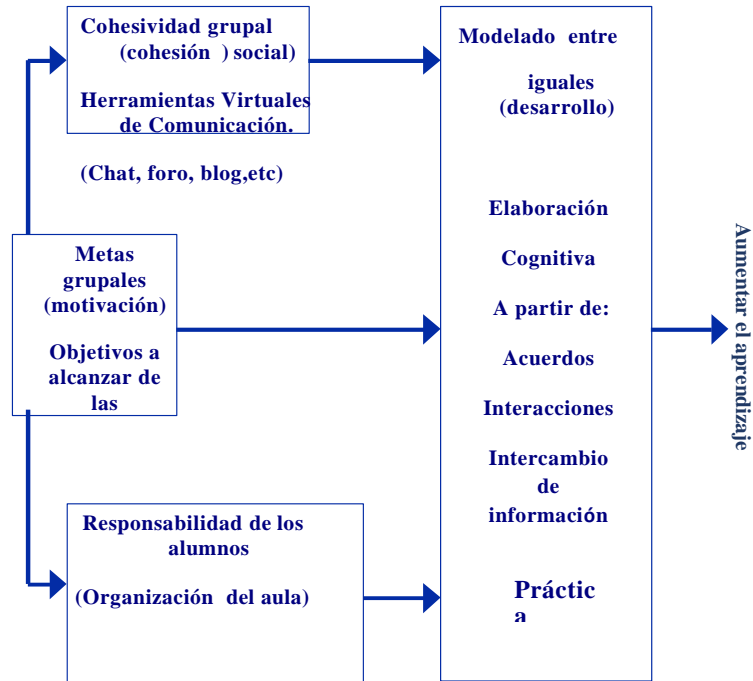 Cohesividad grupal
(cohesión ) social)
Herramientas Virtuales
de Comunicación.
(Chat, foro, blog,etc)
Metas
grupales
(motivación)
Objetivos a
alcanzar de
las
Responsabilidad de los
alumnos
(Organización del aula)
Modelado entre
iguales
(desarrollo)
Elaboración
Cognitiva
A partir de:
Acuerdos
Interacciones
Intercambio
de
información
Práctic
a
Aumentar el aprendizaje